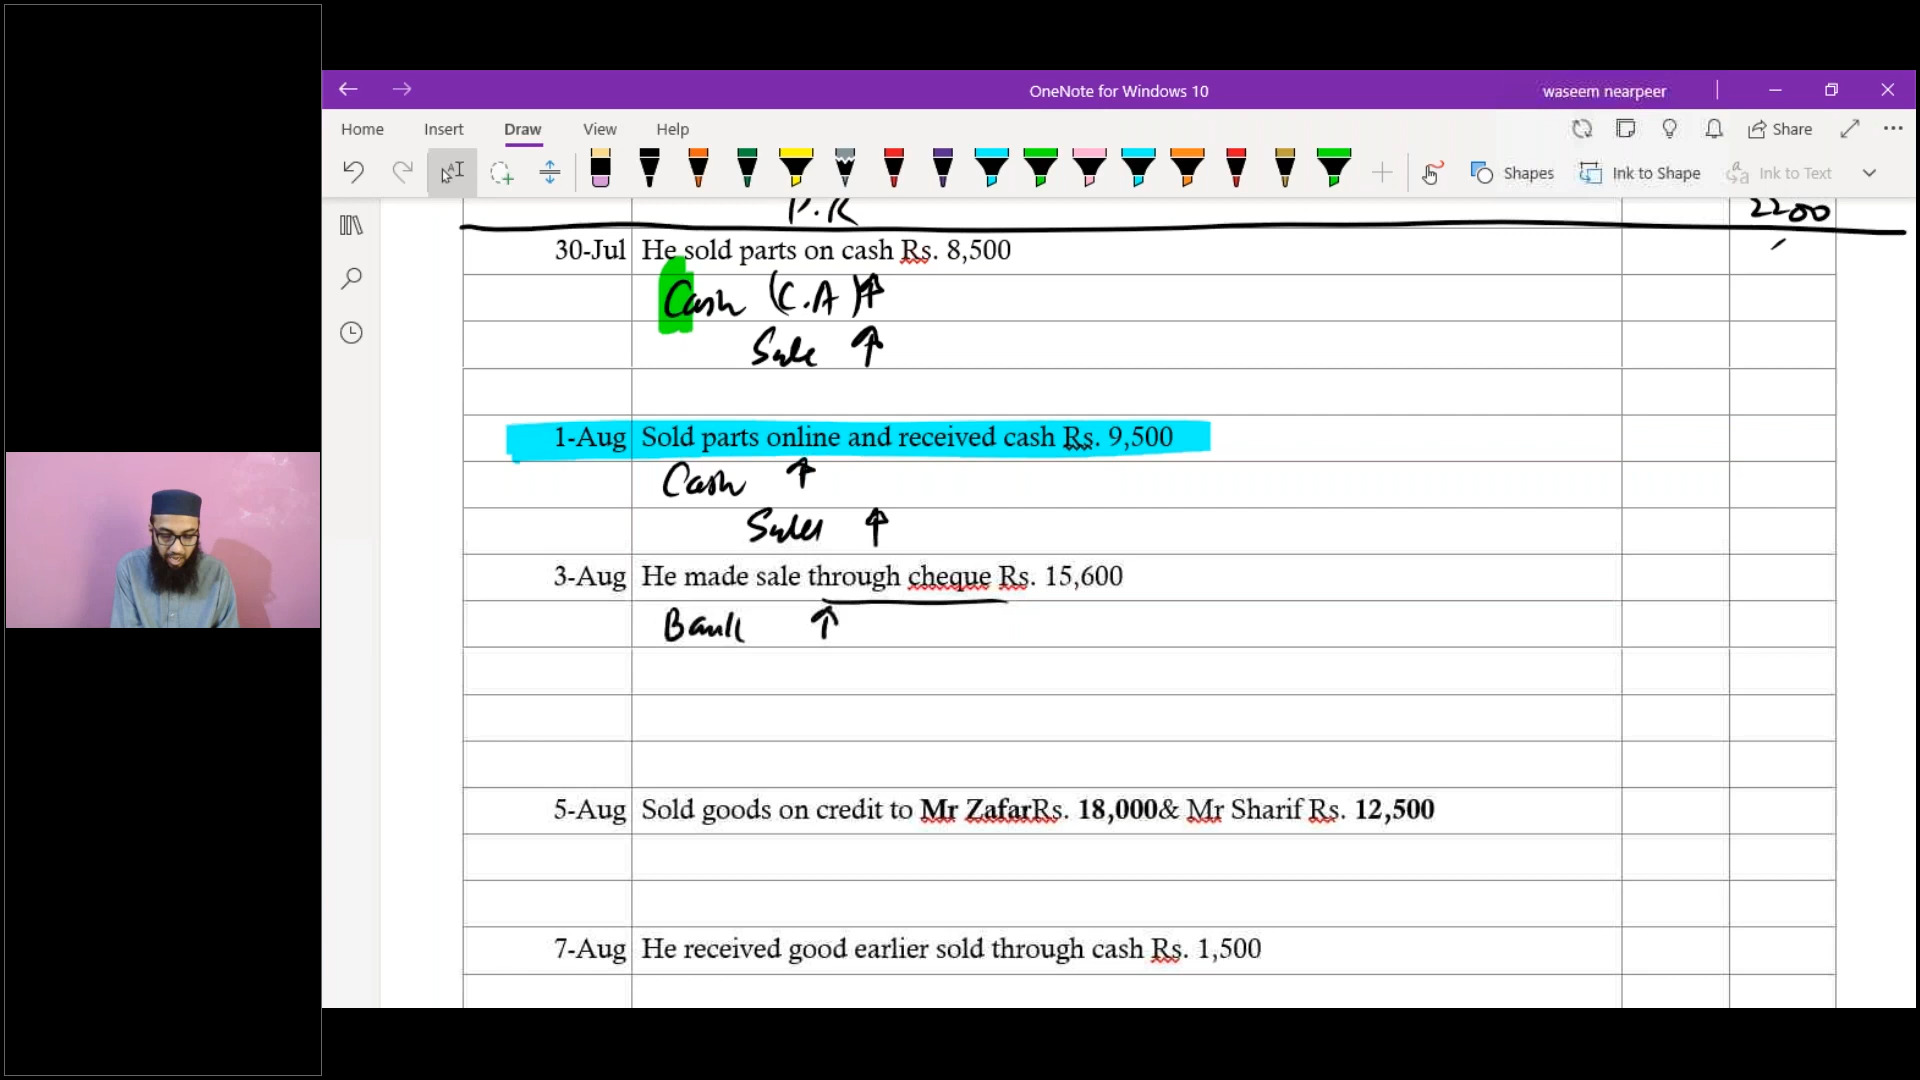 OneNote for Windows 10
waseem nearpeer
Home Insert Draw View Help
Share
Shapes
Ink to Shape
Ink to Text
P.R
2200
30-Jul He sold parts on cash Rs. 8,500
Cash (C.A)↑
Sale ↑
1-Aug Sold parts online and received cash Rs. 9,500
Cash ↑
Sales ↑
3-Aug He made sale through cheque Rs. 15,600
Bank ↑
5-Aug Sold goods on credit to Mr ZafarRs. 18,000& Mr Sharif Rs. 12,500
7-Aug He received good earlier sold through cash Rs. 1,500